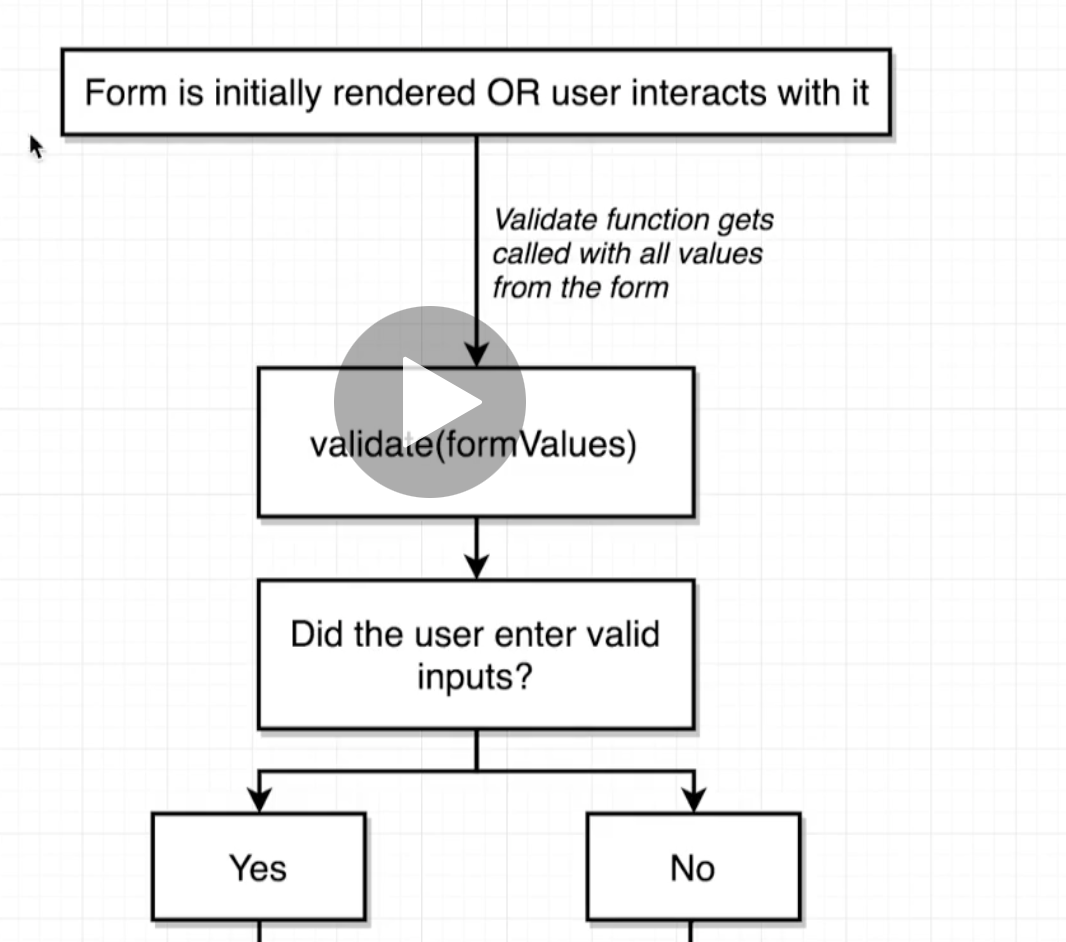 Form is initially rendered OR user interacts with it
Validate function gets
called with all values
from the form
validate(formValues)
Did the user enter valid
inputs?
Yes
No